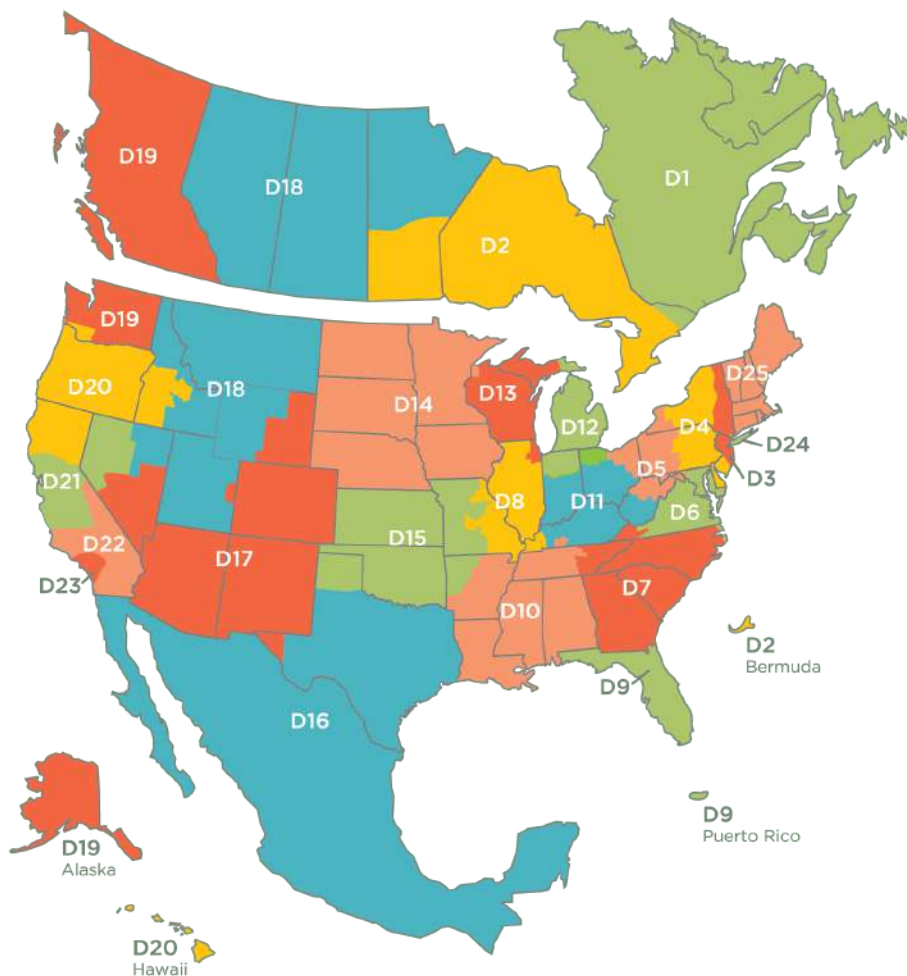 D19
D18
D1
D2
D19
D18
D20
D14
D13
D12
D25
D4
D24
D5
D3
D21
D8
D11
D6
D22
D15
D17
D23
D10
D7
D9
D2
Bermuda
D16
D9
Puerto Rico
D19
Alaska
D20
Hawaii